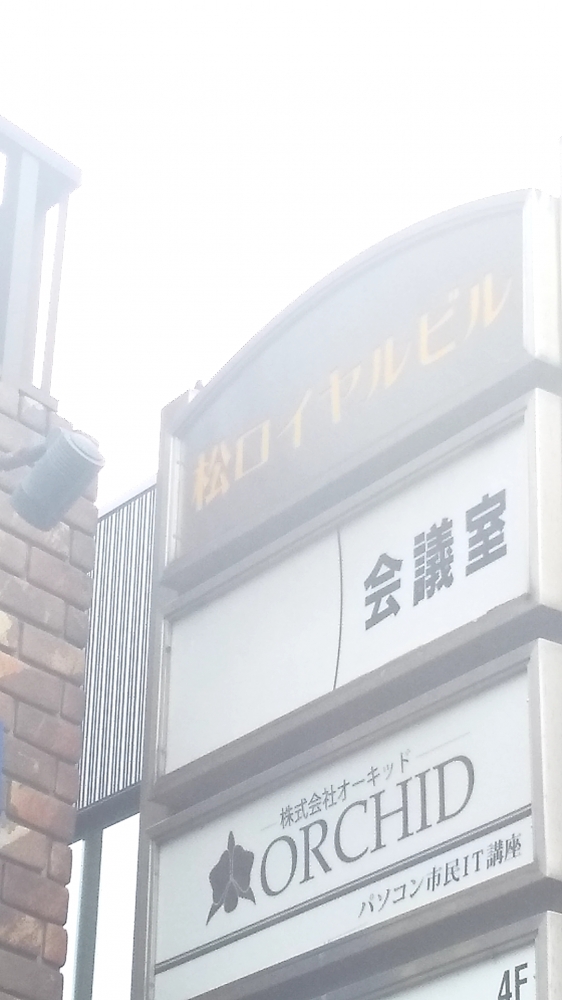 松ロイヤルビル
会議室
株式会社オーキッド
ORCHID
パソコン市民IT講座
4F